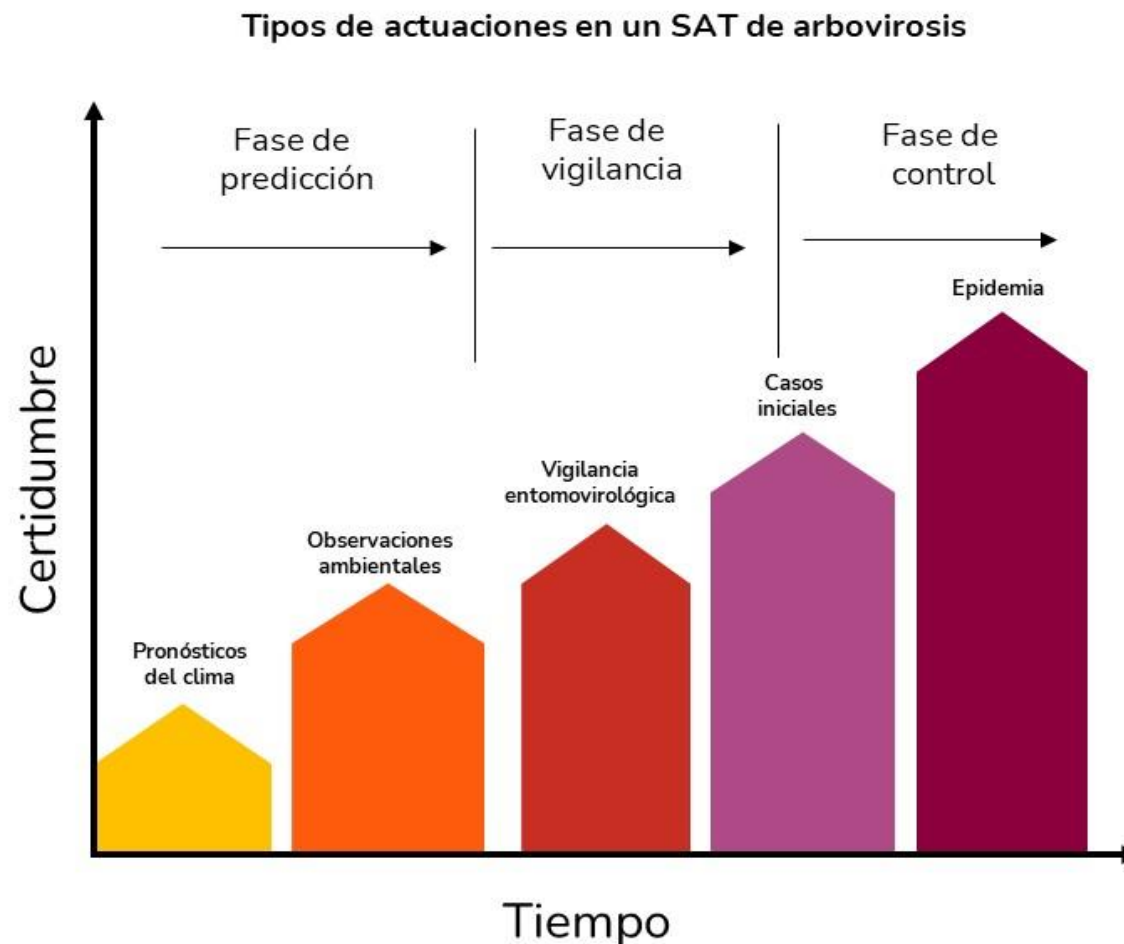 Tipos de actuaciones en un SAT de arbovirosis
Fase de
predicción
Fase de
vigilancia
Fase de
control
Epidemia
Casos
iniciales
Vigilancia
entomovirológica
Observaciones
ambientales
Pronósticos
del clima
Certidumbre
Tiempo